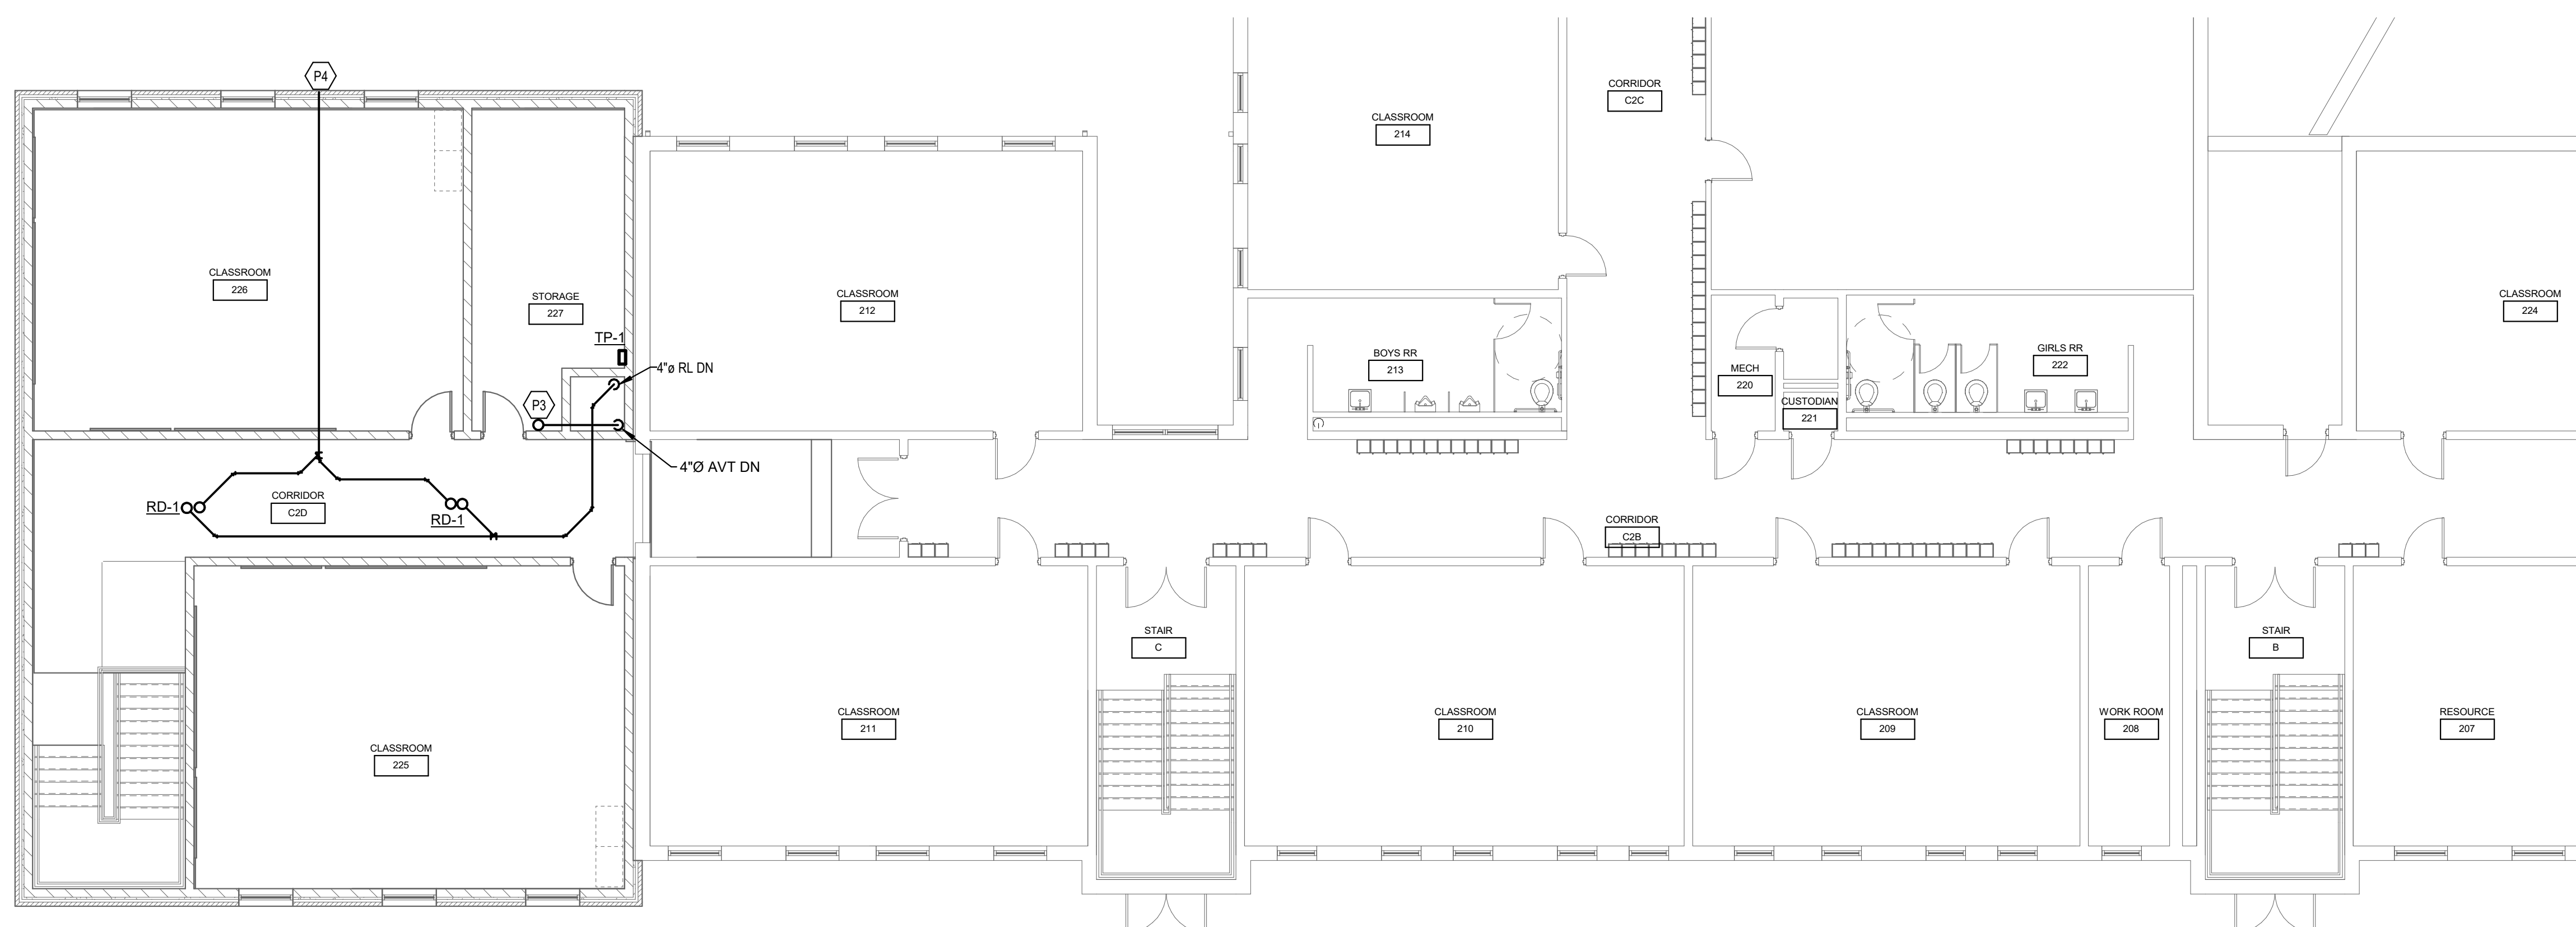 P4
CORRIDOR
C2C
CLASSROOM
214
CLASSROOM
226
STORAGE
227
CLASSROOM
212
CLASSROOM
224
TP-1
4"ø RL DN
P3
4"Ø AVT DN
BOYS RR
213
MECH
220
CUSTODIAN
221
GIRLS RR
222
RD-1
CORRIDOR
C2D
RD-1
CORRIDOR
C2B
STAIR
C
STAIR
B
CLASSROOM
225
CLASSROOM
211
CLASSROOM
210
CLASSROOM
209
WORK ROOM
208
RESOURCE
207